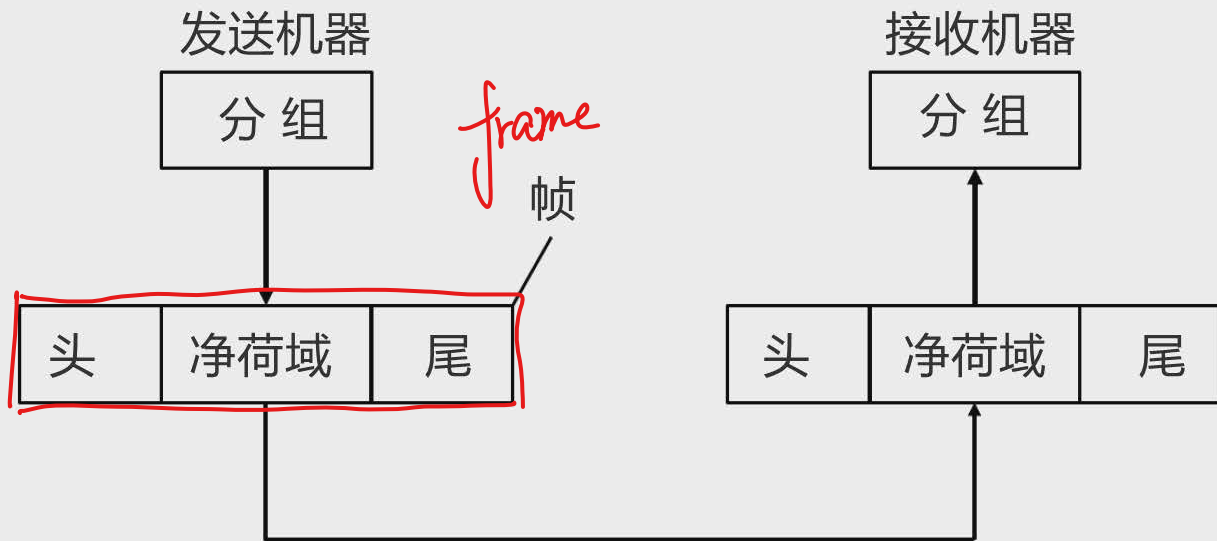 发送机器
接收机器
分 组
分 组
frame
帧
头 净荷域 尾
头 净荷域 尾